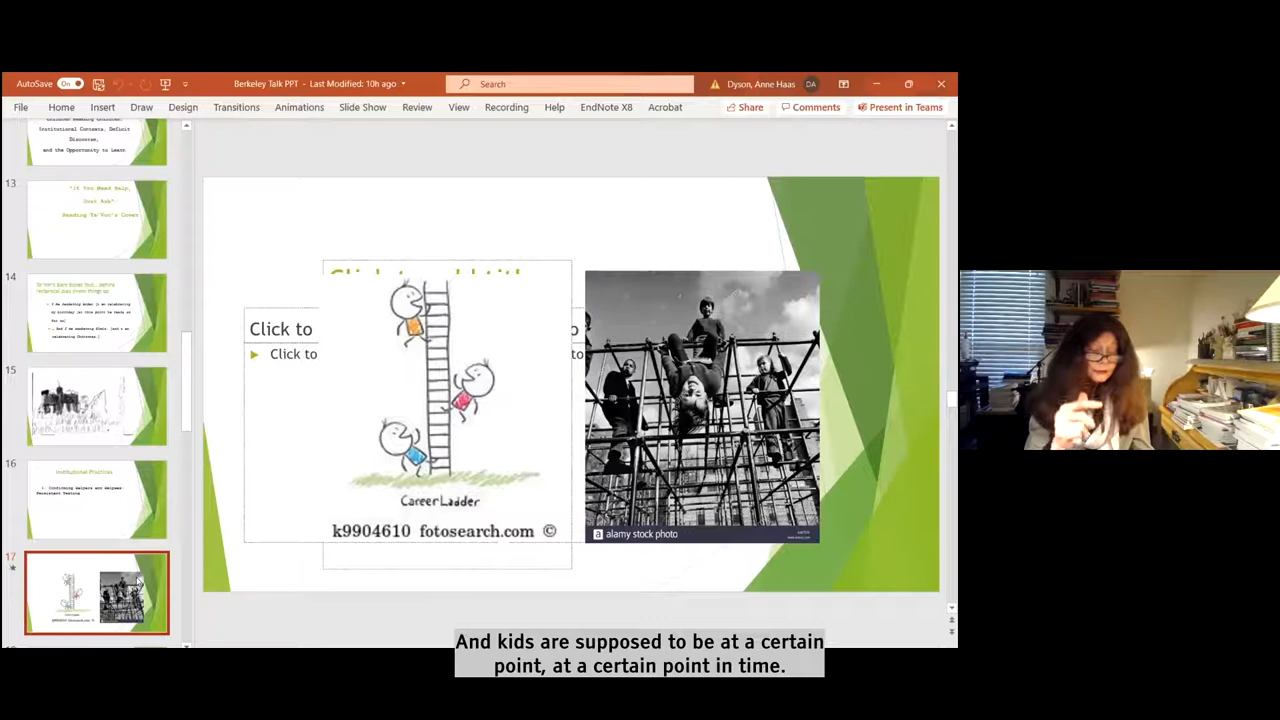 AutoSave On
Berkeley Talk PPT - Last Modified: 10h ago
Search
Dyson, Anne Haas DA
File Home Insert Draw Design Transitions Animations Slide Show Review View Recording Help EndNote X8 Acrobat
Share Comments Present in Teams
Institutional Contexts, Deficit
Discourse,
and the Opportunity to Learn
13
"If You Need Help,
Just Ask"-
14
15
16
Institutional Practices
17
Click to
Click to
to
Career Ladder
k9904610 fotosearch.com ©
a alamy stock photo
And kids are supposed to be at a certain
point, at a certain point in time.